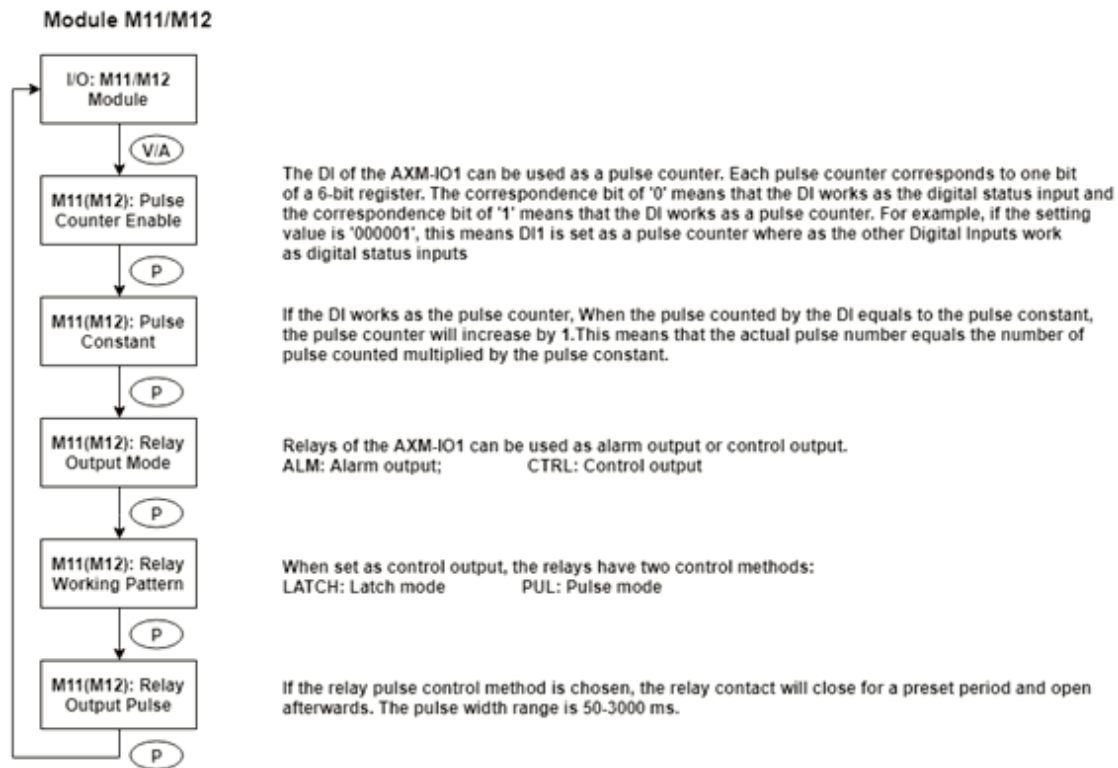 Module M11/M12
I/O: M11/M12
Module
V/A
M11(M12): Pulse
Counter Enable
The DI of the AXM-IO1 can be used as a pulse counter. Each pulse counter corresponds to one bit
of a 6-bit register. The correspondence bit of '0' means that the DI works as the digital status input and
the correspondence bit of '1' means that the DI works as a pulse counter. For example, if the setting
value is '000001', this means DI1 is set as a pulse counter where as the other Digital Inputs work
as digital status inputs
P
M11(M12): Pulse
Constant
If the DI works as the pulse counter, When the pulse counted by the DI equals to the pulse constant,
the pulse counter will increase by 1.This means that the actual pulse number equals the number of
pulse counted multiplied by the pulse constant.
P
M11(M12): Relay
Output Mode
Relays of the AXM-IO1 can be used as alarm output or control output.
ALM: Alarm output; CTRL: Control output
P
M11(M12): Relay
Working Pattern
When set as control output, the relays have two control methods:
LATCH: Latch mode PUL: Pulse mode
P
M11(M12): Relay
Output Pulse
If the relay pulse control method is chosen, the relay contact will close for a preset period and open
afterwards. The pulse width range is 50-3000 ms.
P